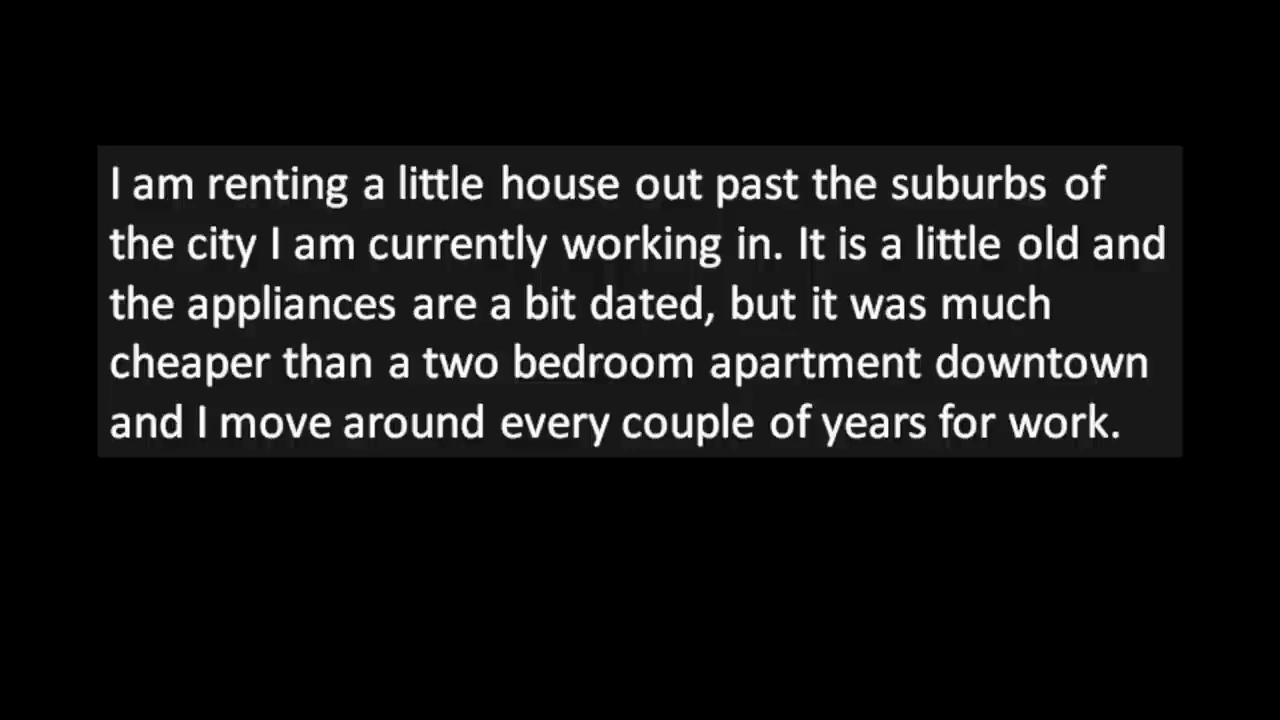 I am renting a little house out past the suburbs of
the city I am currently working in. It is a little old and
the appliances are a bit dated, but it was much
cheaper than a two bedroom apartment downtown
and I move around every couple of years for work.